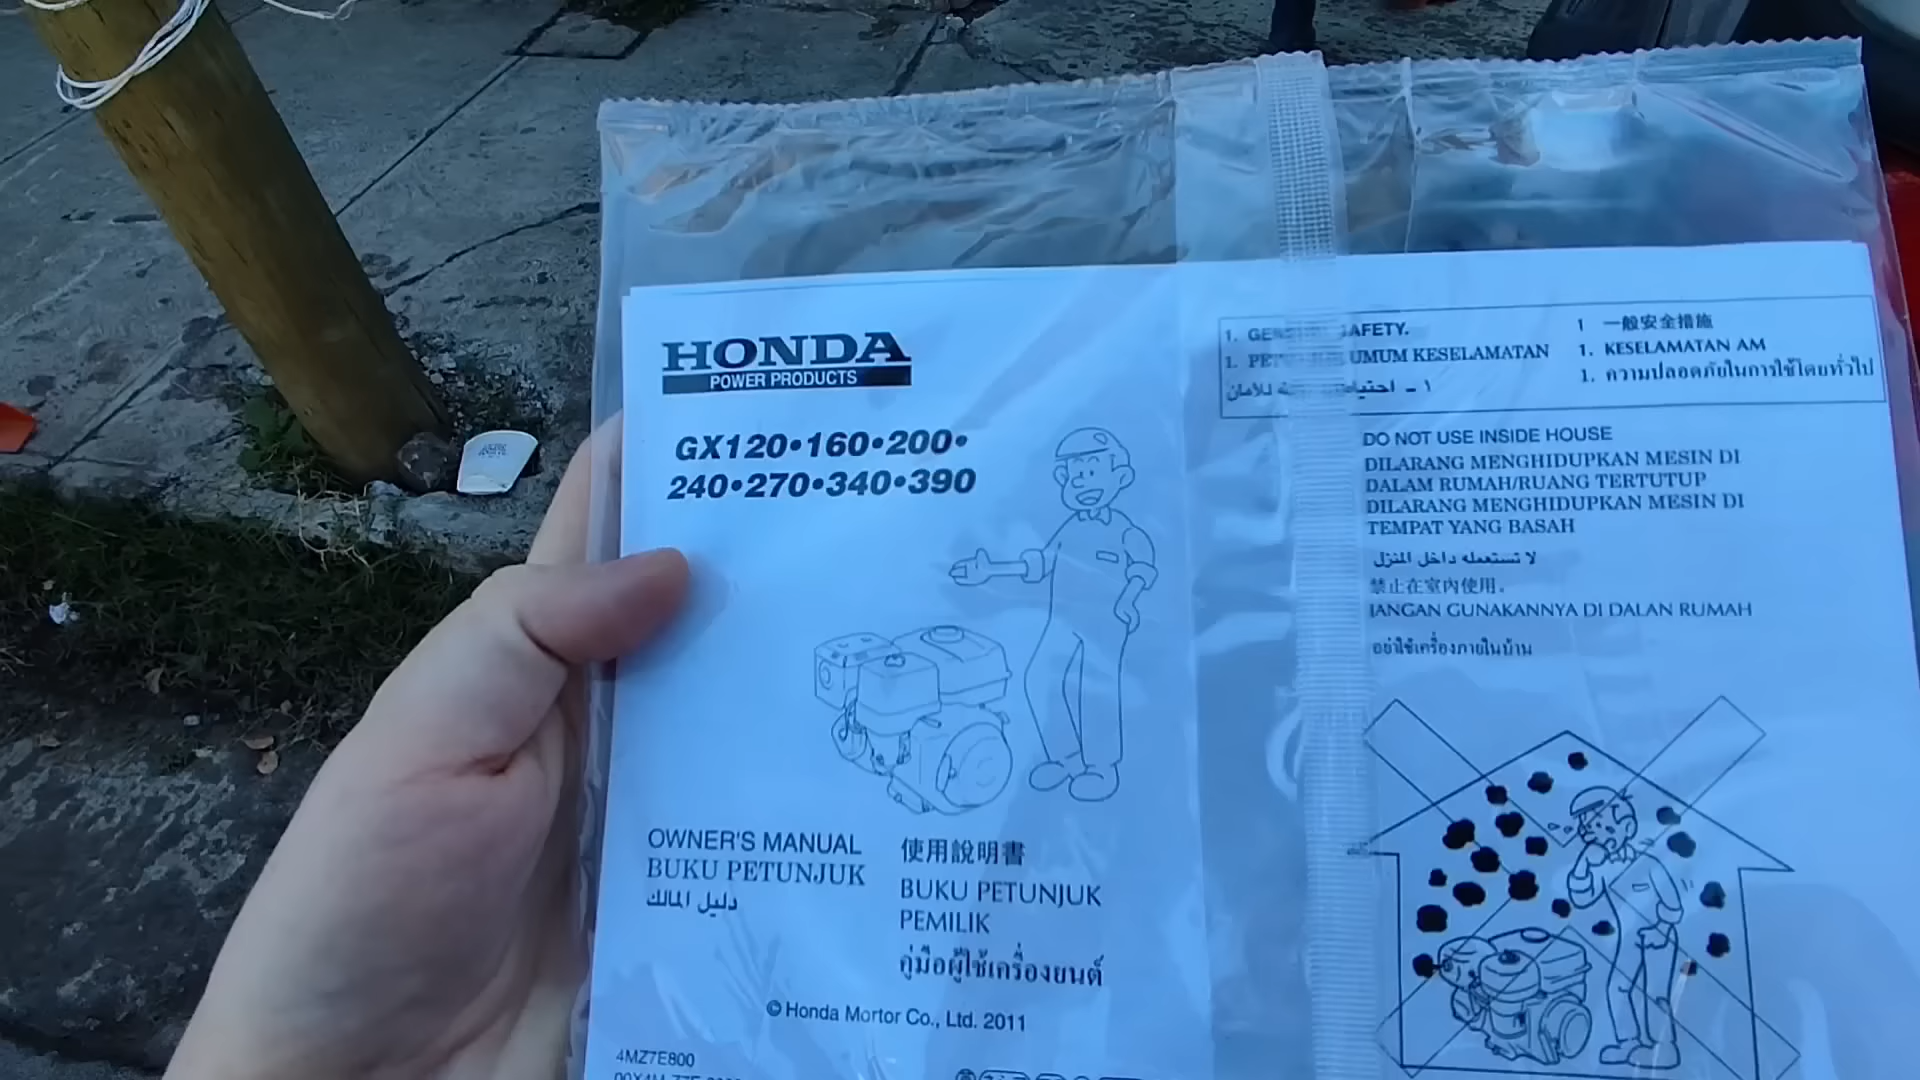 HONDA
POWER PRODUCTS
GX120•160•200•
240•270•340•390
OWNER'S MANUAL
BUKU PETUNJUK
دليل المالك
使用說明書
BUKU PETUNJUK
PEMILIK
คู่มือผู้ใช้เครื่องยนต์
© Honda Mortor Co., Ltd. 2011
4MZ7E800
1. SAFETY.
1. UMUM KESELAMATAN
١ - للأمان
1 一般安全措施
1. KESELAMATAN AM
1. ความปลอดภัยในการใช้โดยทั่วไป
DO NOT USE INSIDE HOUSE
DILARANG MENGHIDUPKAN MESIN DI
DALAM RUMAH/RUANG TERTUTUP
DILARANG MENGHIDUPKAN MESIN DI
TEMPAT YANG BASAH
لا تستعمله داخل المنزل
禁止在室內使用。
JANGAN GUNAKANNYA DI DALAN RUMAH
อย่าใช้เครื่องภายในบ้าน